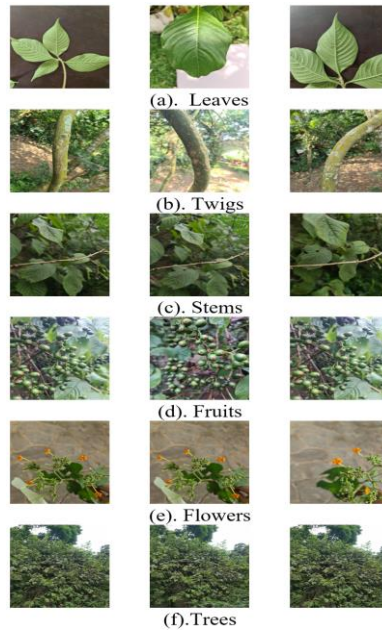 (a). Leaves
(b). Twigs
(c). Stems
(d). Fruits
(e). Flowers
(f).Trees